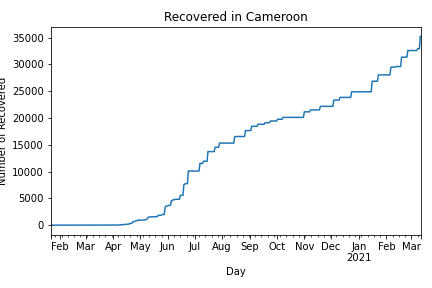 Recovered in Cameroon
Number of Recovered
35000
30000
25000
20000
15000
10000
5000
0
Feb Mar Apr May Jun Jul Aug Sep Oct Nov Dec Jan Feb Mar
2021
Day